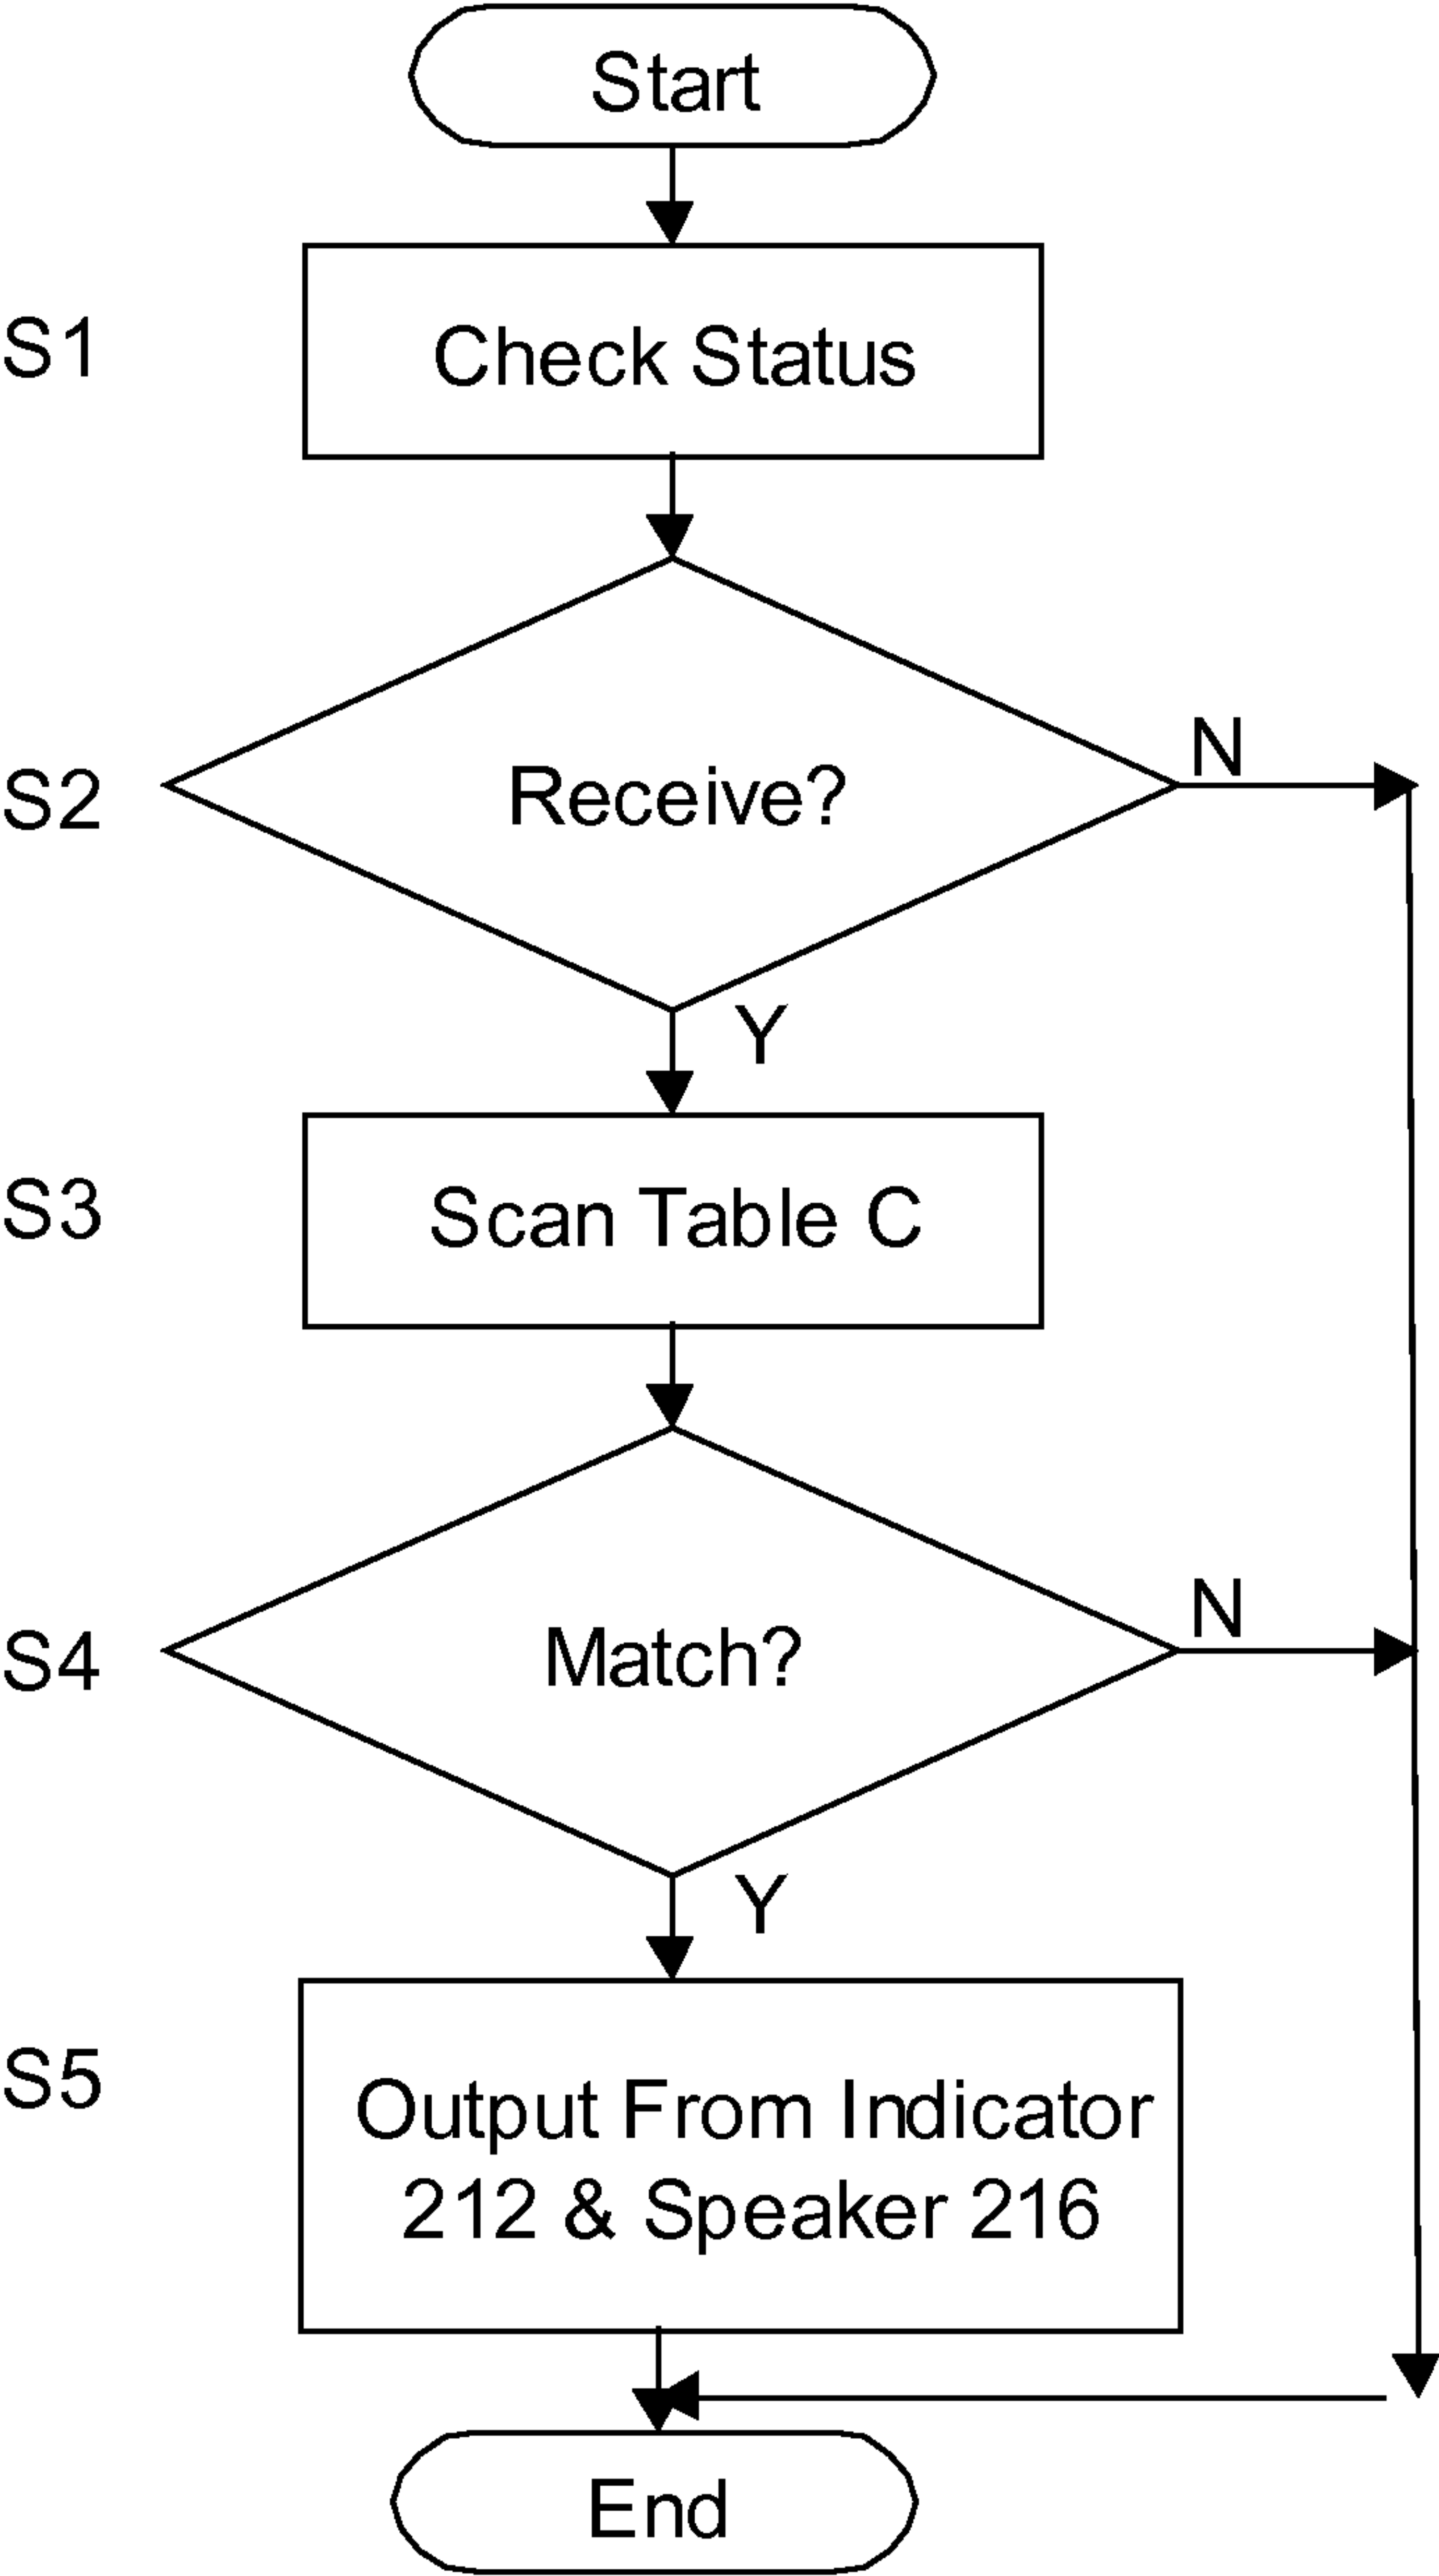 Start
S1
Check Status
S2
Receive?
N
Y
S3
Scan Table C
S4
Match?
N
Y
S5
Output From Indicator
212 & Speaker 216
End